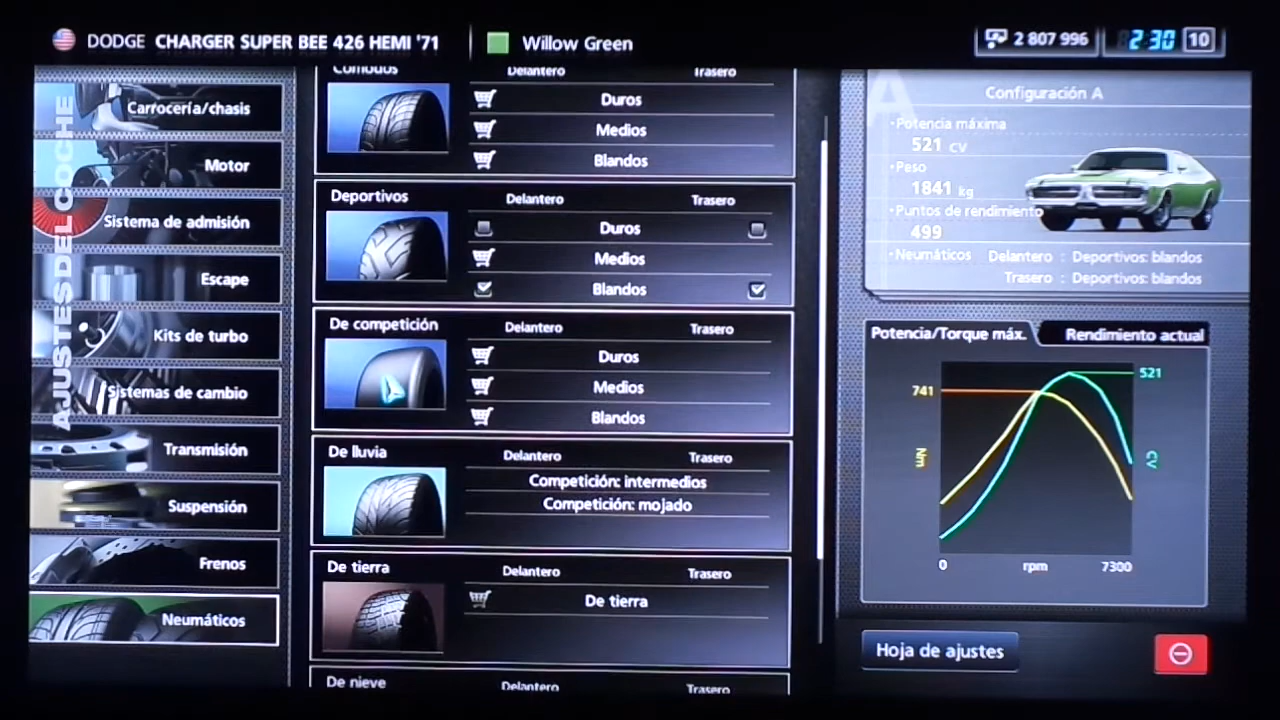 DODGE CHARGER SUPER BEE 426 HEMI '71
Willow Green
2 807 996
2:30 10
AJUSTES DEL COCHE
Carrocería/chasis
Motor
Sistema de admisión
Escape
Kits de turbo
Sistemas de cambio
Transmisión
Suspensión
Frenos
Neumáticos
Cómodos Delantero Trasero
Duros
Medios
Blandos
Deportivos Delantero Trasero
Duros
Medios
Blandos
De competición Delantero Trasero
Duros
Medios
Blandos
De lluvia Delantero Trasero
Competición: intermedios
Competición: mojado
De tierra Delantero Trasero
De tierra
De nieve Delantero Trasero
A
Configuración A
•Potencia máxima
521 CV
•Peso
1841 kg
•Puntos de rendimiento
499
•Neumáticos Delantero : Deportivos: blandos
Trasero : Deportivos: blandos
Potencia/Torque máx. Rendimiento actual
741
521
Nm
CV
0 rpm 7300
Hoja de ajustes